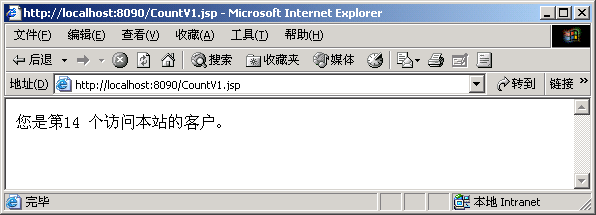 http://localhost:8090/CountV1.jsp - Microsoft Internet Explorer
文件(F) 编辑(E) 查看(V) 收藏(A) 工具(T) 帮助(H)
后退 搜索 收藏夹 媒体
地址(D) http://localhost:8090/CountV1.jsp 转到 链接 »
您是第14 个访问本站的客户。
完毕 本地 Intranet